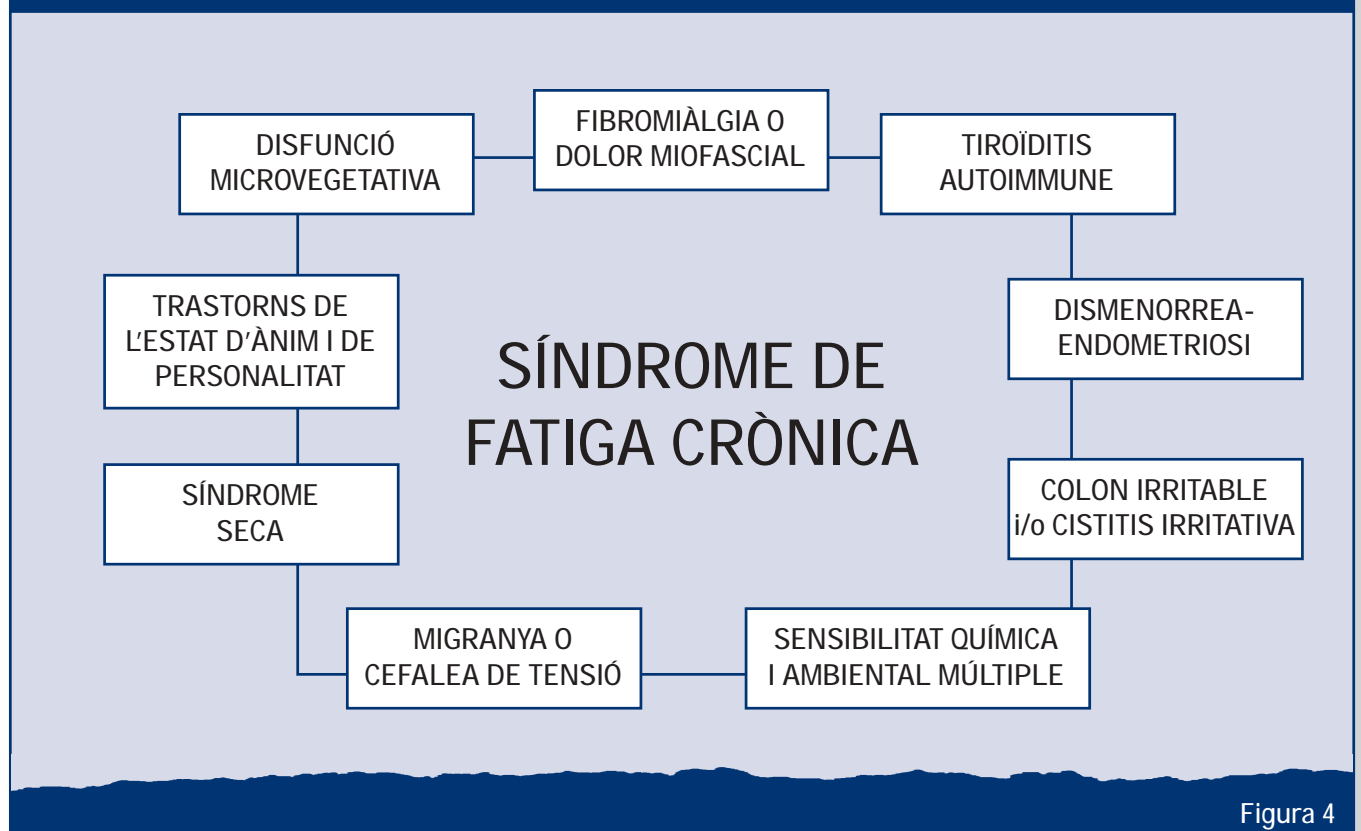 FIBROMIÀLGIA O
DOLOR MIOFASCIAL
DISFUNCIÓ
MICROVEGETATIVA
TIROÏDITIS
AUTOIMMUNE
TRASTORNS DE
L'ESTAT D'ÀNIM I DE
PERSONALITAT
DISMENORREA-
ENDOMETRIOSI
SÍNDROME DE
FATIGA CRÒNICA
SÍNDROME
SECA
COLON IRRITABLE
i/o CISTITIS IRRITATIVA
MIGRANYA O
CEFALEA DE TENSIÓ
SENSIBILITAT QUÍMICA
I AMBIENTAL MÚLTIPLE
Figura 4